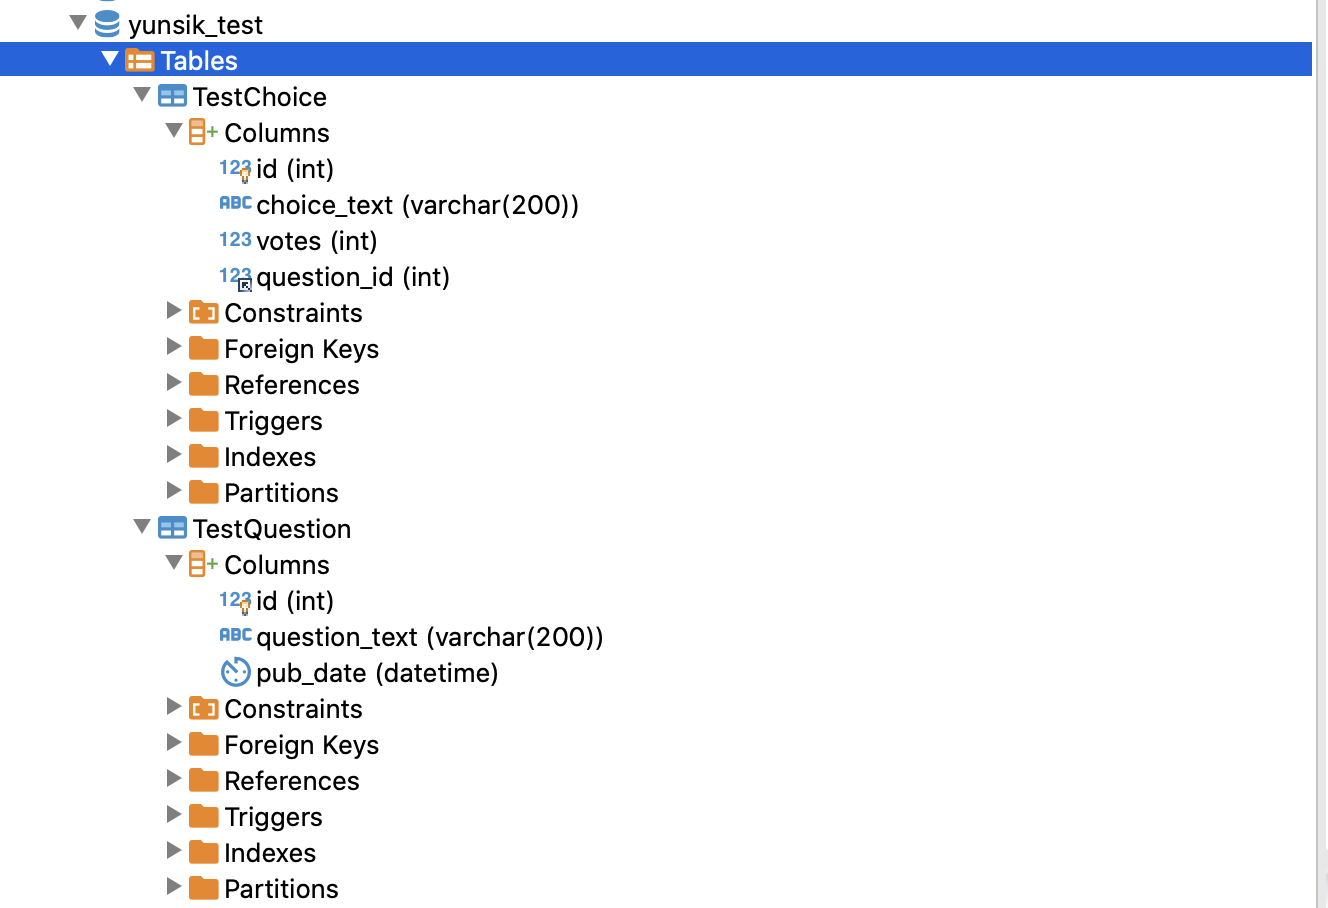 yunsik_test
Tables
TestChoice
Columns
123 id (int)
ABC choice_text (varchar(200))
123 votes (int)
123 question_id (int)
Constraints
Foreign Keys
References
Triggers
Indexes
Partitions
TestQuestion
Columns
123 id (int)
ABC question_text (varchar(200))
pub_date (datetime)
Constraints
Foreign Keys
References
Triggers
Indexes
Partitions